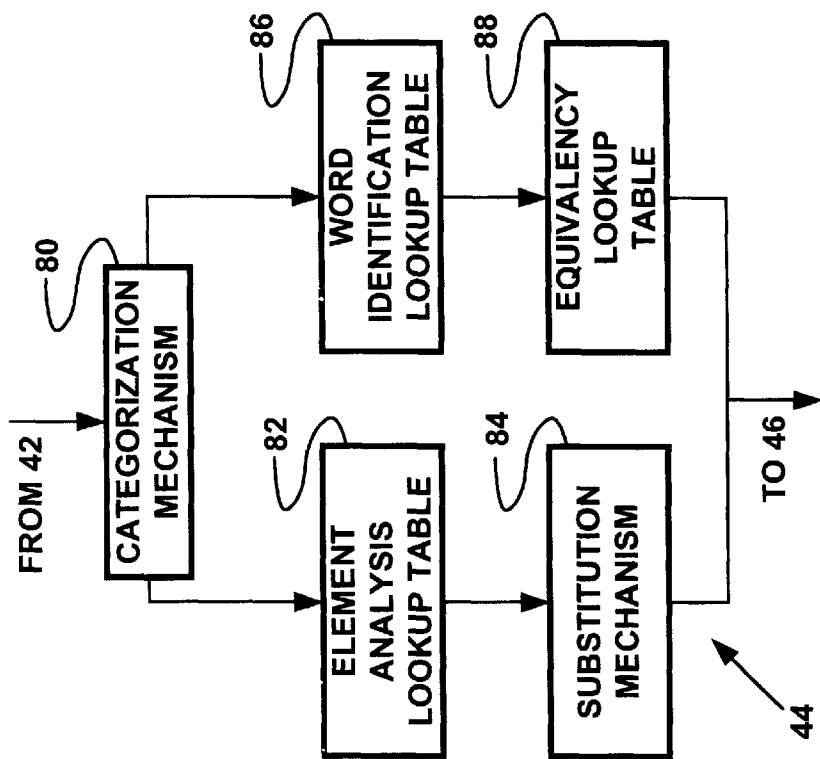 FROM 42
80
CATEGORIZATION
MECHANISM
82
ELEMENT
ANALYSIS
LOOKUP TABLE
86
WORD
IDENTIFICATION
LOOKUP TABLE
84
SUBSTITUTION
MECHANISM
88
EQUIVALENCY
LOOKUP
TABLE
TO 46
44